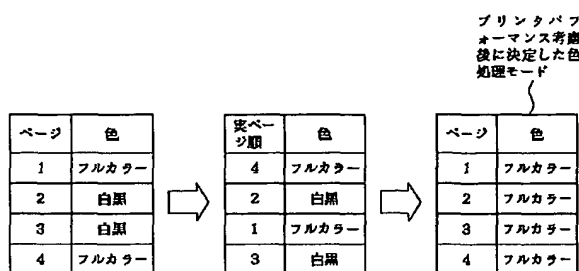 プリンタパフ
ォーマンス考慮
後に決定した色
処理モード
ページ 色
1 フルカラー
2 白黒
3 白黒
4 フルカラー
実ペー
ジ順 色
4 フルカラー
2 白黒
1 フルカラー
3 白黒
ページ 色
1 フルカラー
2 フルカラー
3 フルカラー
4 フルカラー